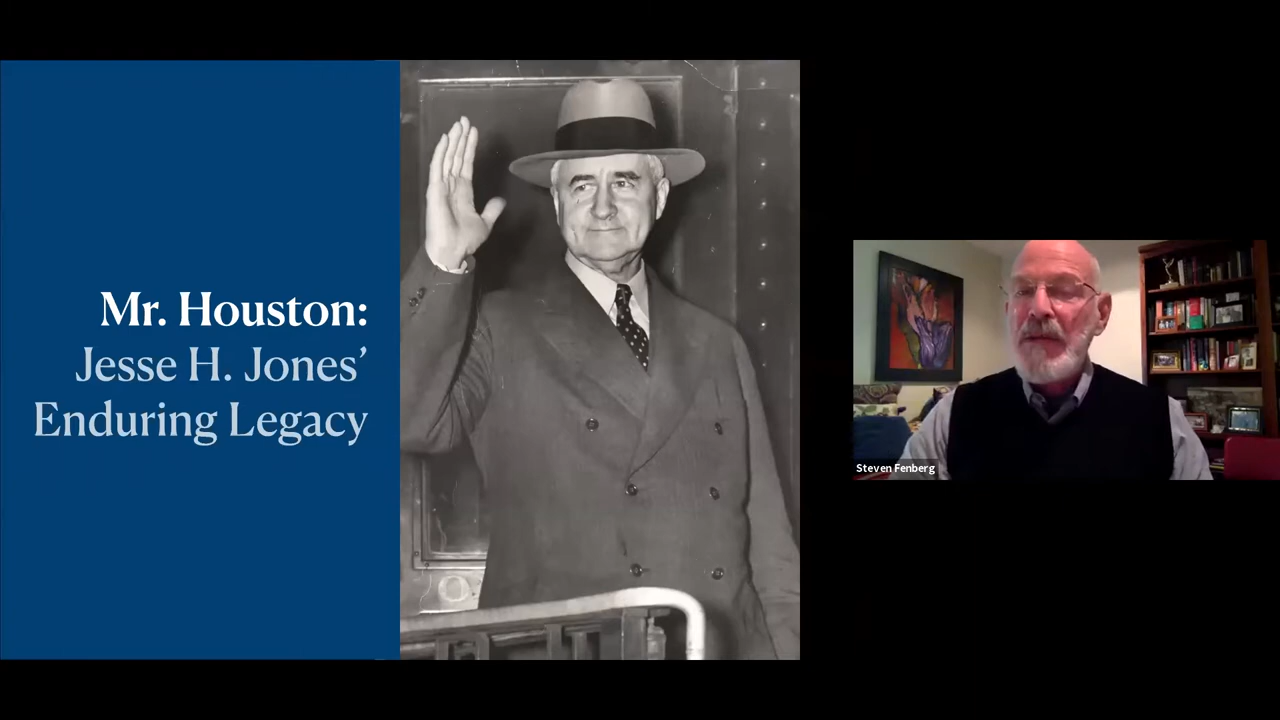 Mr. Houston:
Jesse H. Jones’
Enduring Legacy
Steven Fenberg